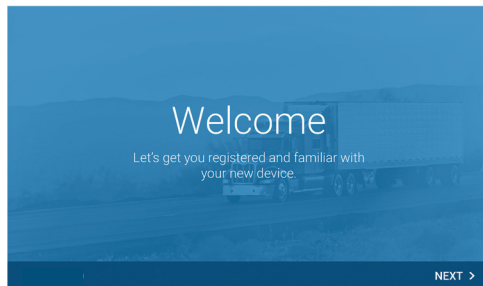 Welcome
Let's get you registered and familiar with
your new device.
NEXT >